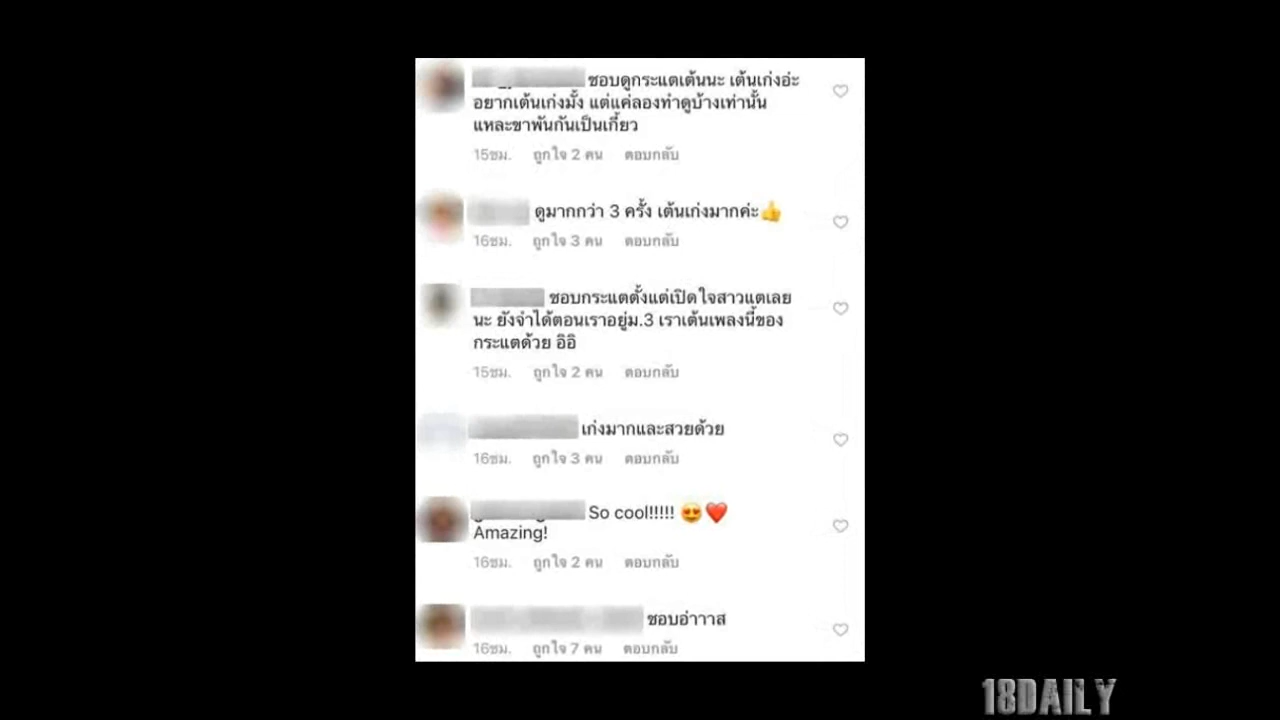 ชอบดูกระแตเต้นนะ เต้นเก่งอ่ะ
อยากเต้นเก่งมั้ง แต่แค่ลองทำดูบ้างเท่านั้น
แหละขาพันกันเป็นเกี้ยว
15ชม. ถูกใจ 2 คน ตอบกลับ
ดูมากกว่า 3 ครั้ง เต้นเก่งมากค่ะ👍
16ชม. ถูกใจ 3 คน ตอบกลับ
ชอบกระแตตั้งแต่เปิดใจสาวแตเลย
นะ ยังจำได้ตอนเราอยู่ม.3 เราเต้นเพลงนี้ของ
กระแตด้วย อิอิ
15ชม. ถูกใจ 2 คน ตอบกลับ
เก่งมากและสวยด้วย
16ชม. ถูกใจ 3 คน ตอบกลับ
So cool!!!!! 😍❤️
Amazing!
16ชม. ถูกใจ 2 คน ตอบกลับ
ชอบอ่าาาส
16ชม. ถูกใจ 7 คน ตอบกลับ
18DAILY